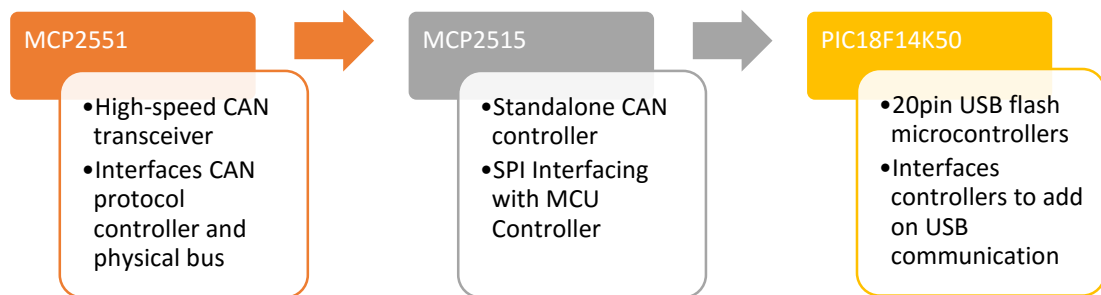 MCP2551
•High-speed CAN
transceiver
•Interfaces CAN
protocol
controller and
physical bus
MCP2515
•Standalone CAN
controller
•SPI Interfacing
with MCU
Controller
PIC18F14K50
•20pin USB flash
microcontrollers
•Interfaces
controllers to add
on USB
communication